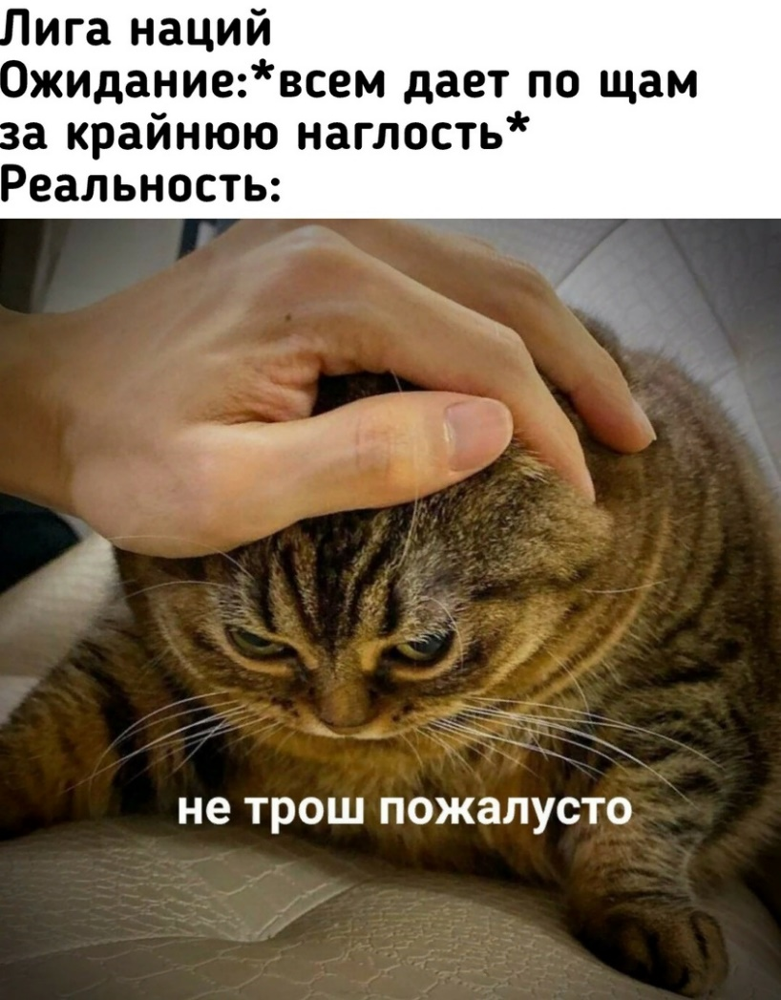 Лига наций
Ожидание:*всем дает по щам
за крайнюю наглость*
Реальность:
не трош пожалусто